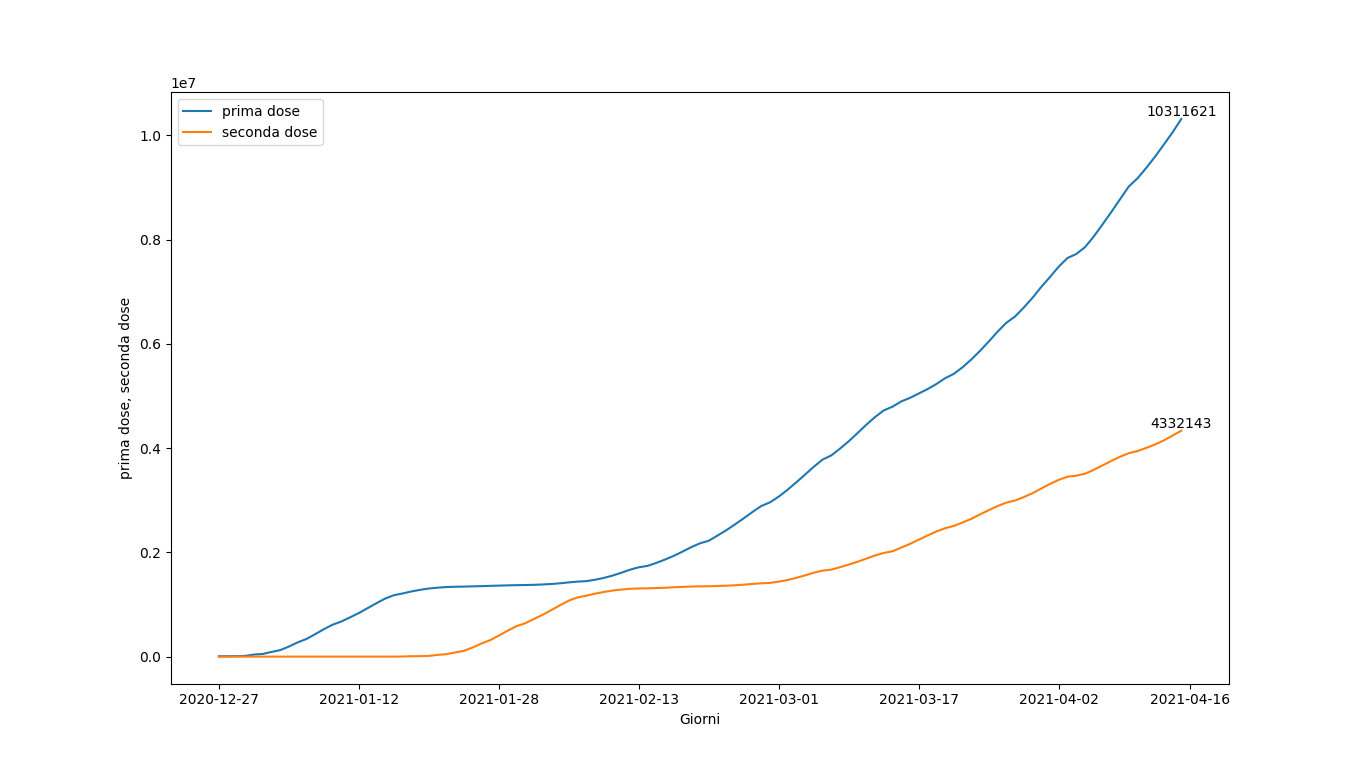 1e7
prima dose
seconda dose
10311621
4332143
1.0
0.8
0.6
0.4
0.2
0.0
prima dose, seconda dose
2020-12-27 2021-01-12 2021-01-28 2021-02-13 2021-03-01 2021-03-17 2021-04-02 2021-04-16
Giorni